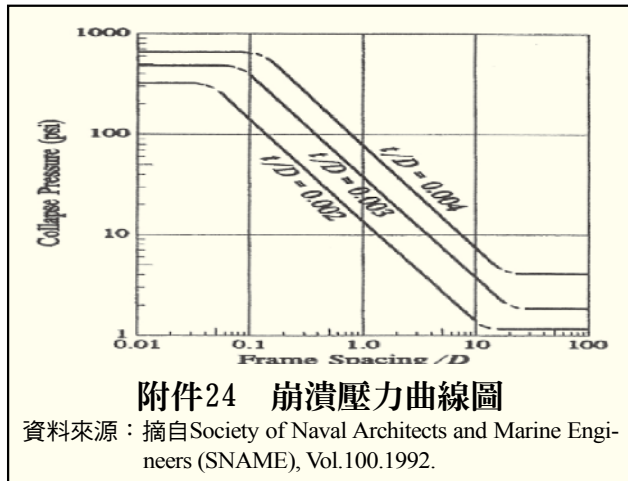 1000
100
10
1
Collapse Pressure (psi)
t/D = 0.002
t/D = 0.003
t/D = 0.004
0.01 0.1 1.0 10 100
Frame Spacing /D
附件24 崩潰壓力曲線圖
資料來源：摘自Society of Naval Architects and Marine Engi-
neers (SNAME), Vol.100.1992.